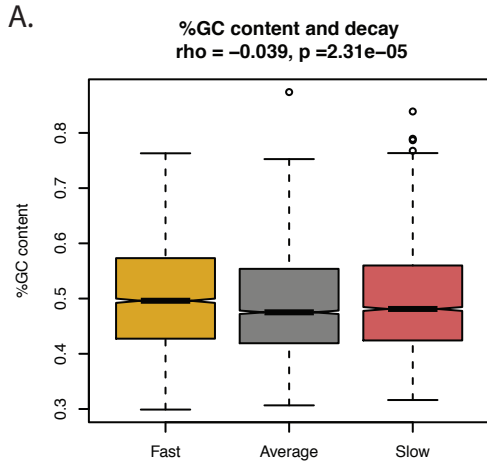 A.
%GC content and decay
rho = −0.039, p =2.31e−05
%GC content
0.8
0.7
0.6
0.5
0.4
0.3
Fast Average Slow